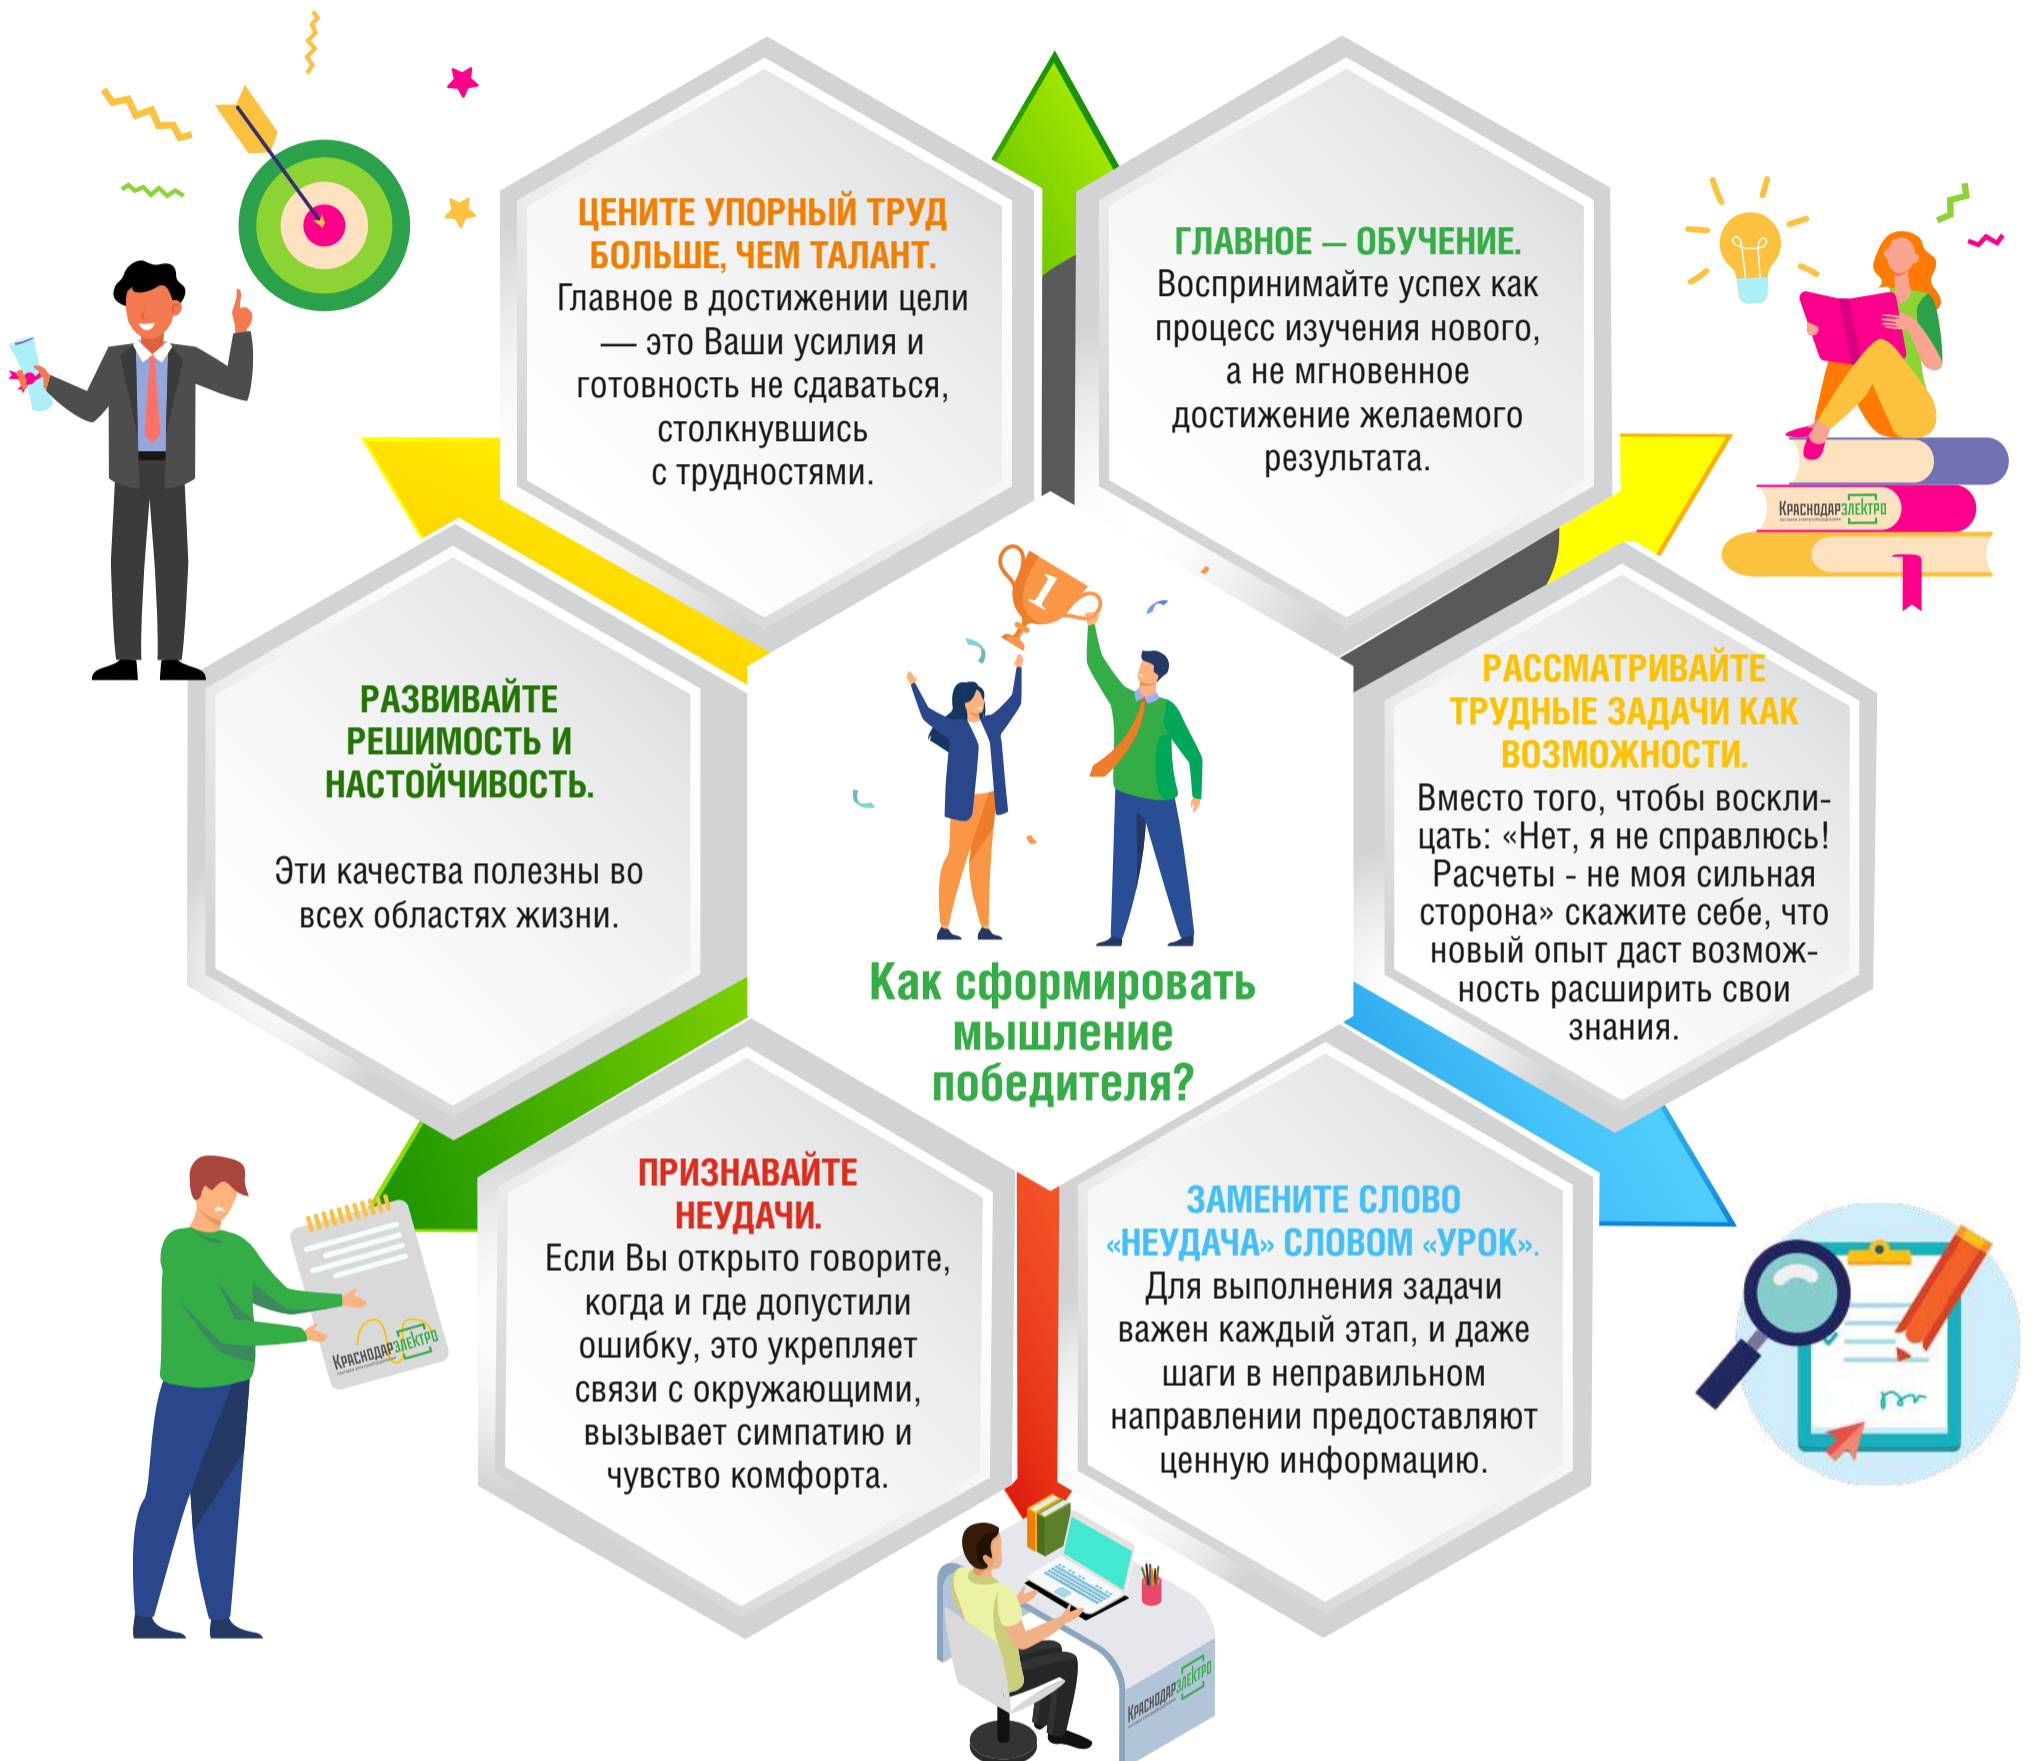 ЦЕНИТЕ УПОРНЫЙ ТРУД
БОЛЬШЕ, ЧЕМ ТАЛАНТ.
Главное в достижении цели
— это Ваши усилия и
готовность не сдаваться,
столкнувшись
с трудностями.
ГЛАВНОЕ — ОБУЧЕНИЕ.
Воспринимайте успех как
процесс изучения нового,
а не мгновенное
достижение желаемого
результата.
КРАСНОДАРЭЛЕКТРО
РАЗВИВАЙТЕ
РЕШИМОСТЬ И
НАСТОЙЧИВОСТЬ.
Эти качества полезны во
всех областях жизни.
1
Как сформировать
мышление
победителя?
РАССМАТРИВАЙТЕ
ТРУДНЫЕ ЗАДАЧИ КАК
ВОЗМОЖНОСТИ.
Вместо того, чтобы воскли-
цать: «Нет, я не справлюсь!
Расчеты - не моя сильная
сторона» скажите себе, что
новый опыт даст возмож-
ность расширить свои
знания.
КРАСНОДАРЭЛЕКТРО
ПРИЗНАВАЙТЕ
НЕУДАЧИ.
Если Вы открыто говорите,
когда и где допустили
ошибку, это укрепляет
связи с окружающими,
вызывает симпатию и
чувство комфорта.
ЗАМЕНИТЕ СЛОВО
«НЕУДАЧА» СЛОВОМ «УРОК».
Для выполнения задачи
важен каждый этап, и даже
шаги в неправильном
направлении предоставляют
ценную информацию.
КРАСНОДАРЭЛЕКТРО